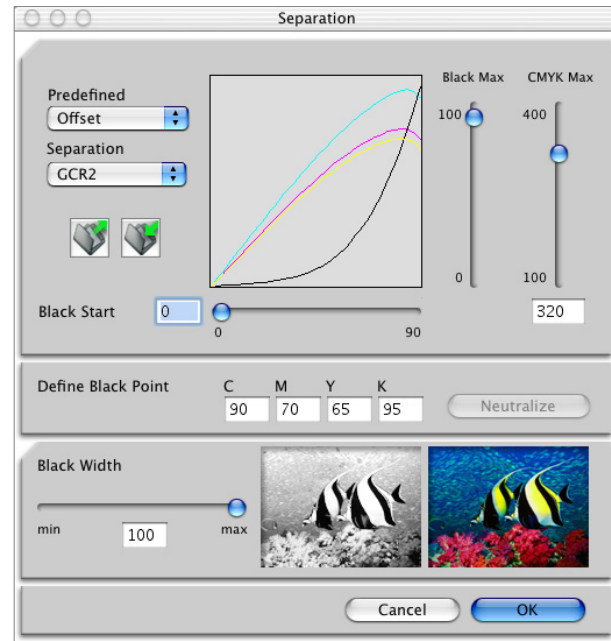 Separation
Predefined
Offset
Separation
GCR2
Black Max
CMYK Max
100
400
0
100
320
Black Start
0
0
90
Define Black Point
C M Y K
90 70 65 95
Neutralize
Black Width
min
100
max
Cancel
OK